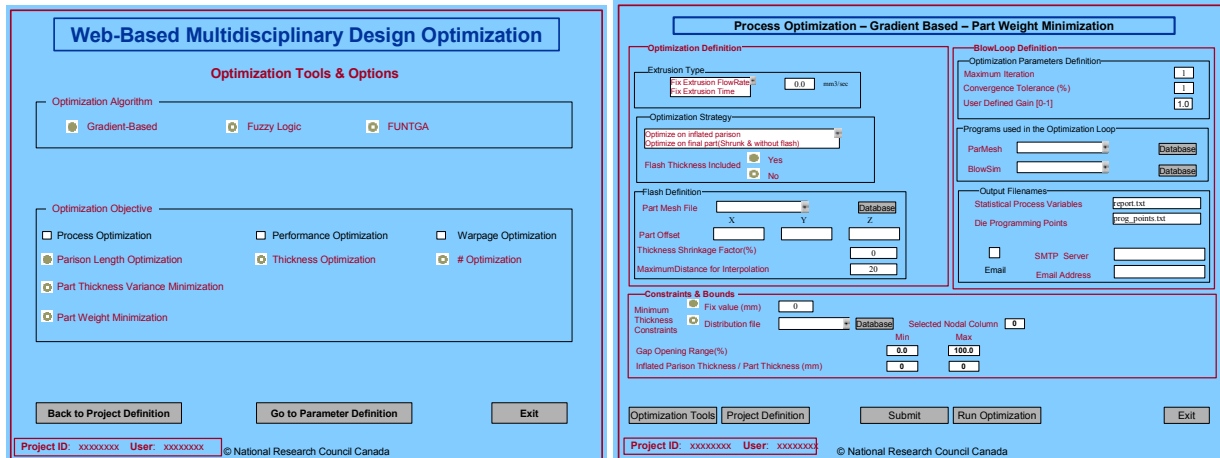 Web-Based Multidisciplinary Design Optimization
Optimization Tools & Options
Optimization Algorithm
Gradient-Based Fuzzy Logic FUNTGA
Optimization Objective
Process Optimization Performance Optimization Warpage Optimization
Parison Length Optimization Thickness Optimization # Optimization
Part Thickness Variance Minimization
Part Weight Minimization
Back to Project Definition Go to Parameter Definition Exit
Project ID: xxxxxxxx User: xxxxxxxx
© National Research Council Canada
Process Optimization – Gradient Based – Part Weight Minimization
Optimization Definition
Extrusion Type
Fix Extrusion FlowRate 0.0 mm3/sec
Fix Extrusion Time
Optimization Strategy
Optimize on inflated parison
Optimize on final part(Shrunk & without flash)
Flash Thickness Included Yes
No
Flash Definition
Part Mesh File Database
X Y Z
Part Offset
Thickness Shrinkage Factor(%) 0
MaximumDistance for Interpolation 20
BlowLoop Definition
Optimization Parameters Definition
Maximum Iteration 1
Convergence Tolerance (%) 1
User Defined Gain [0-1] 1.0
Programs used in the Optimization Loop
ParMesh Database
BlowSim Database
Output Filenames
Statistical Process Variables report.txt
Die Programming Points prog_points.txt
SMTP Server
Email Email Address
Constraints & Bounds
Minimum Thickness Constraints
Fix value (mm) 0
Distribution file Database Selected Nodal Column 0
Min Max
Gap Opening Range(%) 0.0 100.0
Inflated Parison Thickness / Part Thickness (mm) 0 0
Optimization Tools Project Definition Submit Run Optimization Exit
Project ID: xxxxxxxx User: xxxxxxxx
© National Research Council Canada